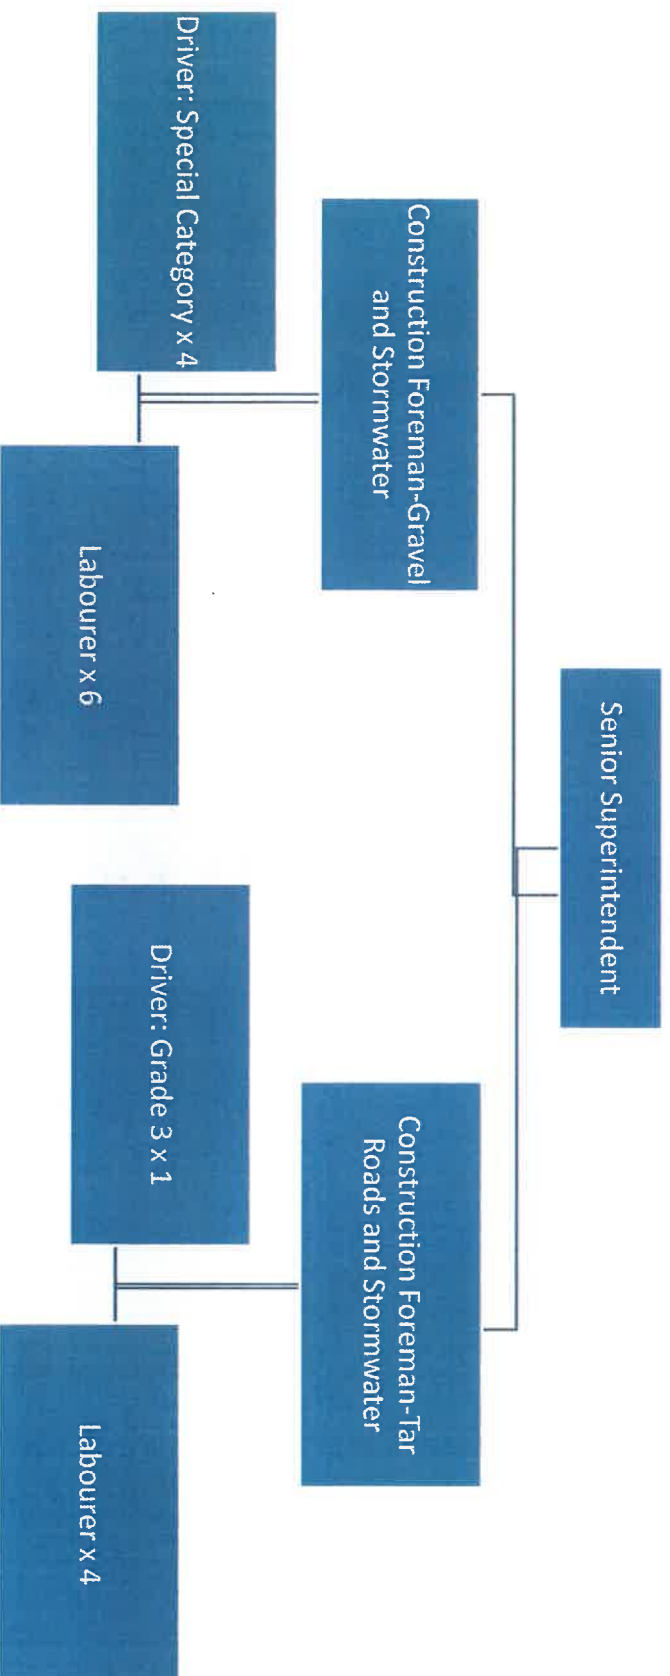 Senior Superintendent
Construction Foreman-Gravel
and Stormwater
Construction Foreman-Tar
Roads and Stormwater
Driver: Special Category x 4
Labourer x 6
Driver: Grade 3 x 1
Labourer x 4